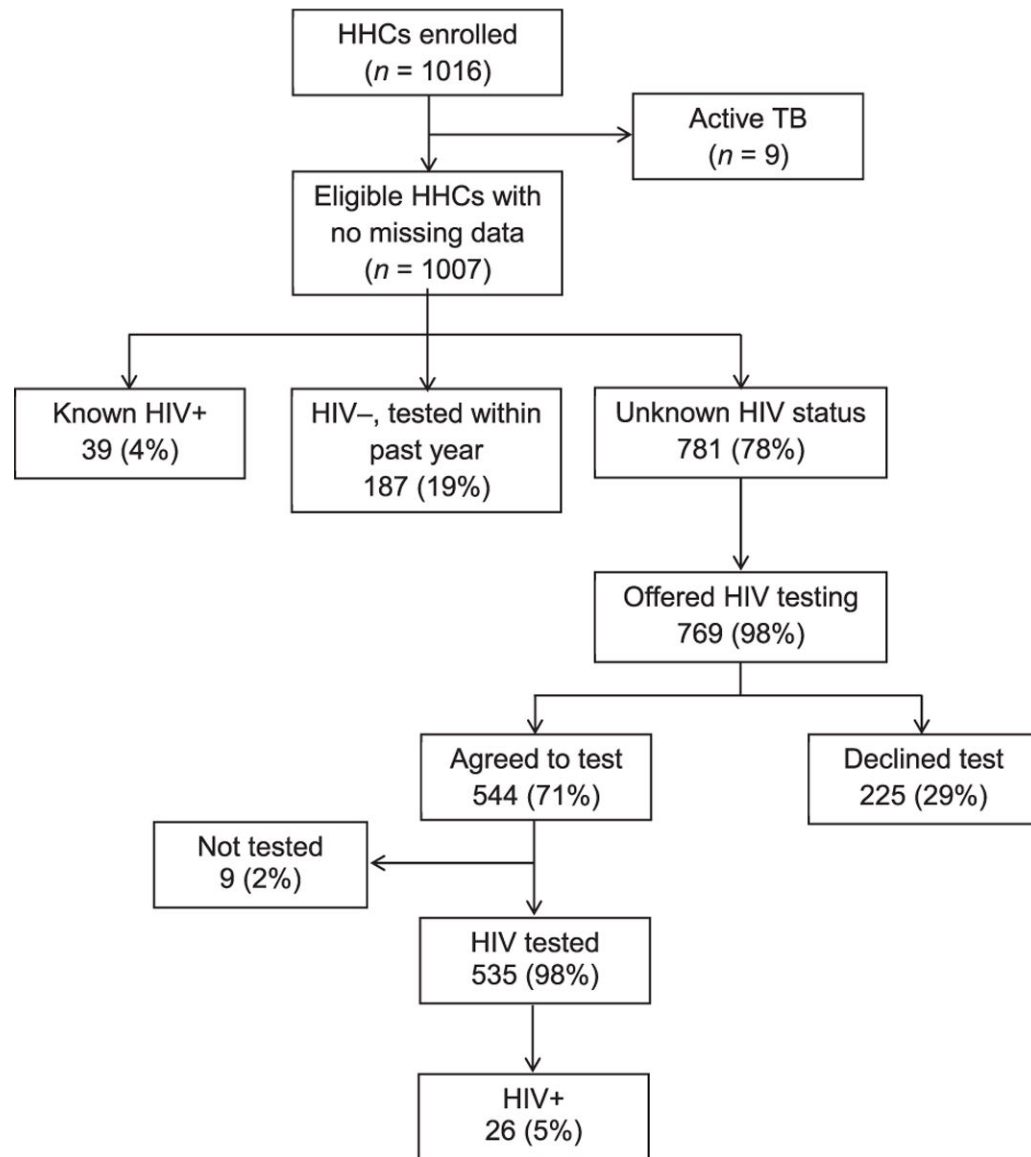 HHCs enrolled
(n = 1016)
Active TB
(n = 9)
Eligible HHCs with
no missing data
(n = 1007)
Known HIV+
39 (4%)
HIV–, tested within
past year
187 (19%)
Unknown HIV status
781 (78%)
Offered HIV testing
769 (98%)
Agreed to test
544 (71%)
Declined test
225 (29%)
Not tested
9 (2%)
HIV tested
535 (98%)
HIV+
26 (5%)